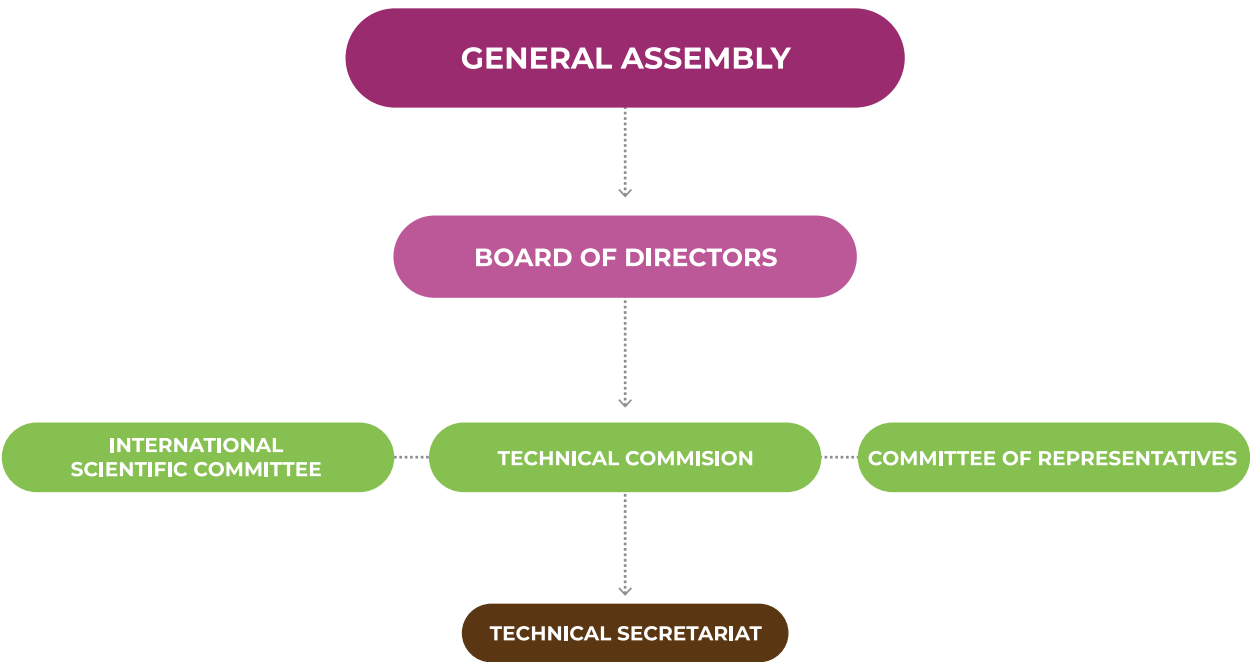 GENERAL ASSEMBLY
BOARD OF DIRECTORS
INTERNATIONAL
SCIENTIFIC COMMITTEE
TECHNICAL COMMISION
COMMITTEE OF REPRESENTATIVES
TECHNICAL SECRETARIAT